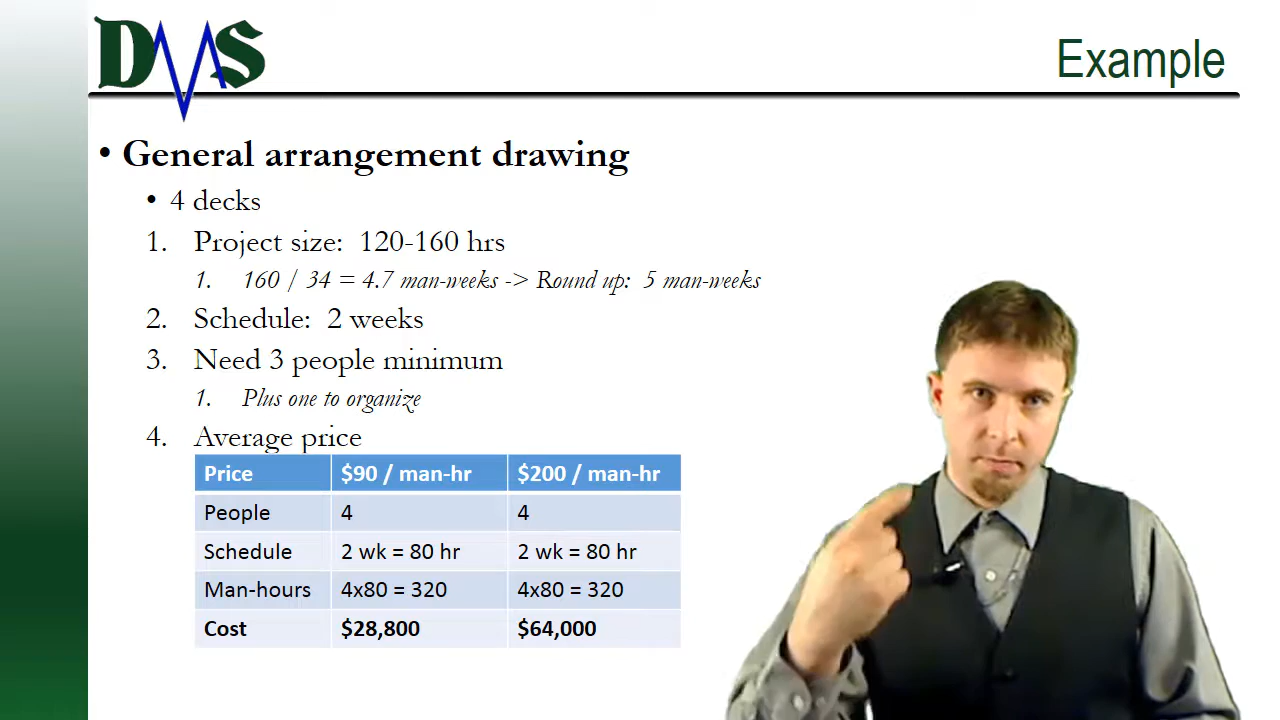 DMS
Example
• General arrangement drawing
• 4 decks
1. Project size: 120-160 hrs
1. 160 / 34 = 4.7 man-weeks -> Round up: 5 man-weeks
2. Schedule: 2 weeks
3. Need 3 people minimum
1. Plus one to organize
4. Average price
Price $90 / man-hr $200 / man-hr
People 4 4
Schedule 2 wk = 80 hr 2 wk = 80 hr
Man-hours 4x80 = 320 4x80 = 320
Cost $28,800 $64,000